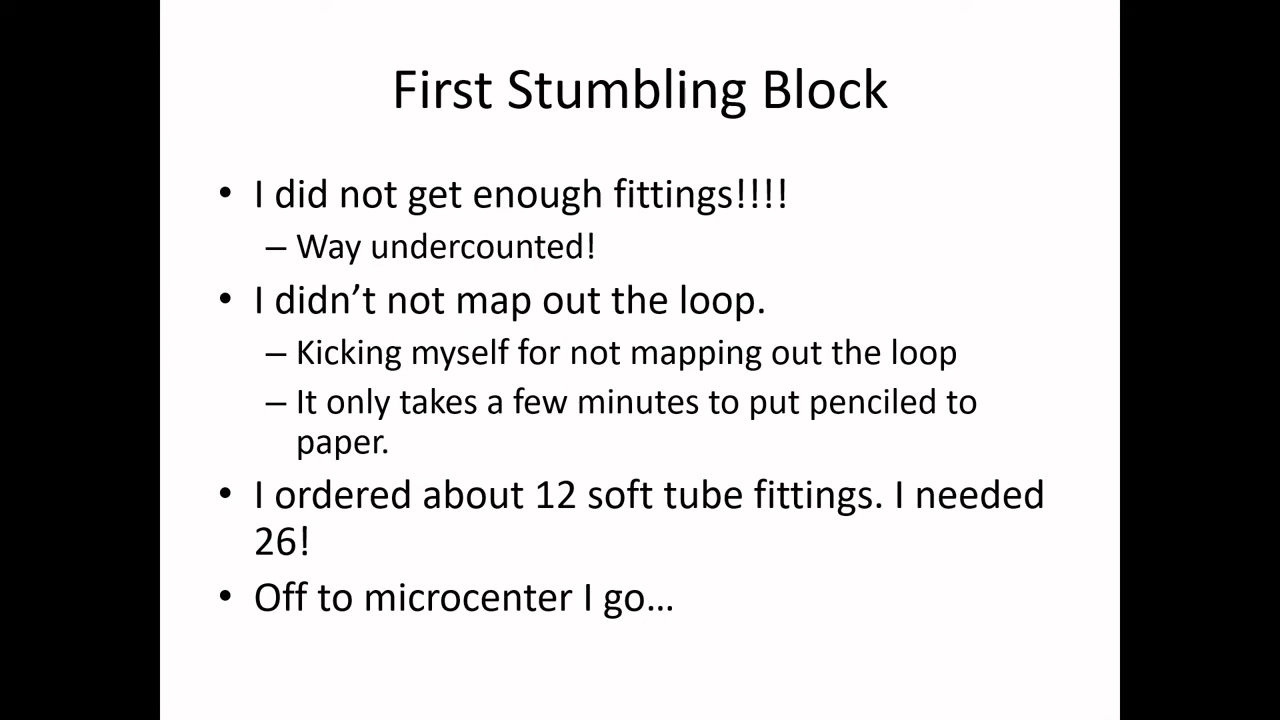 First Stumbling Block
• I did not get enough fittings!!!!
– Way undercounted!
• I didn’t not map out the loop.
– Kicking myself for not mapping out the loop
– It only takes a few minutes to put penciled to
paper.
• I ordered about 12 soft tube fittings. I needed
26!
• Off to microcenter I go…